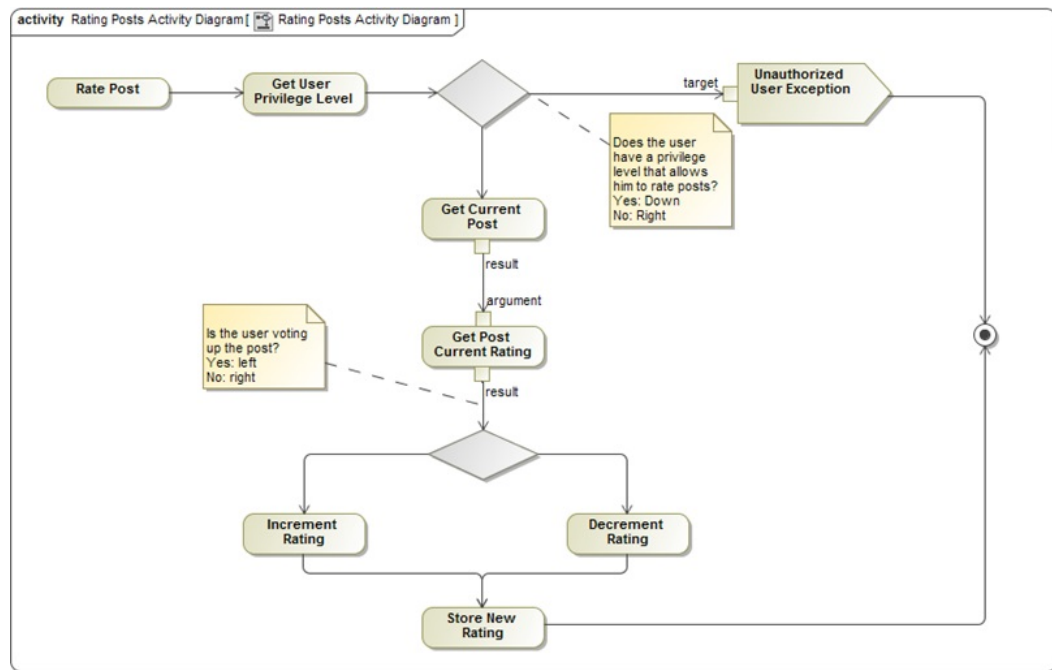 activity Rating Posts Activity Diagram[ Rating Posts Activity Diagram ]
Rate Post
Get User
Privilege Level
target
Unauthorized
User Exception
Does the user
have a privilege
level that allows
him to rate posts?
Yes: Down
No: Right
Get Current
Post
result
argument
Get Post
Current Rating
result
Is the user voting
up the post?
Yes: left
No: right
Increment
Rating
Decrement
Rating
Store New
Rating